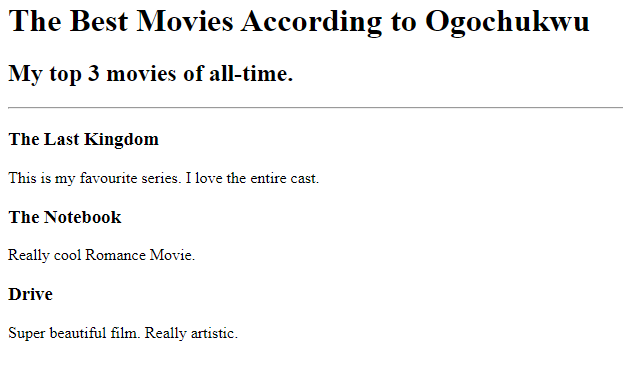 The Best Movies According to Ogochukwu
My top 3 movies of all-time.
The Last Kingdom
This is my favourite series. I love the entire cast.
The Notebook
Really cool Romance Movie.
Drive
Super beautiful film. Really artistic.